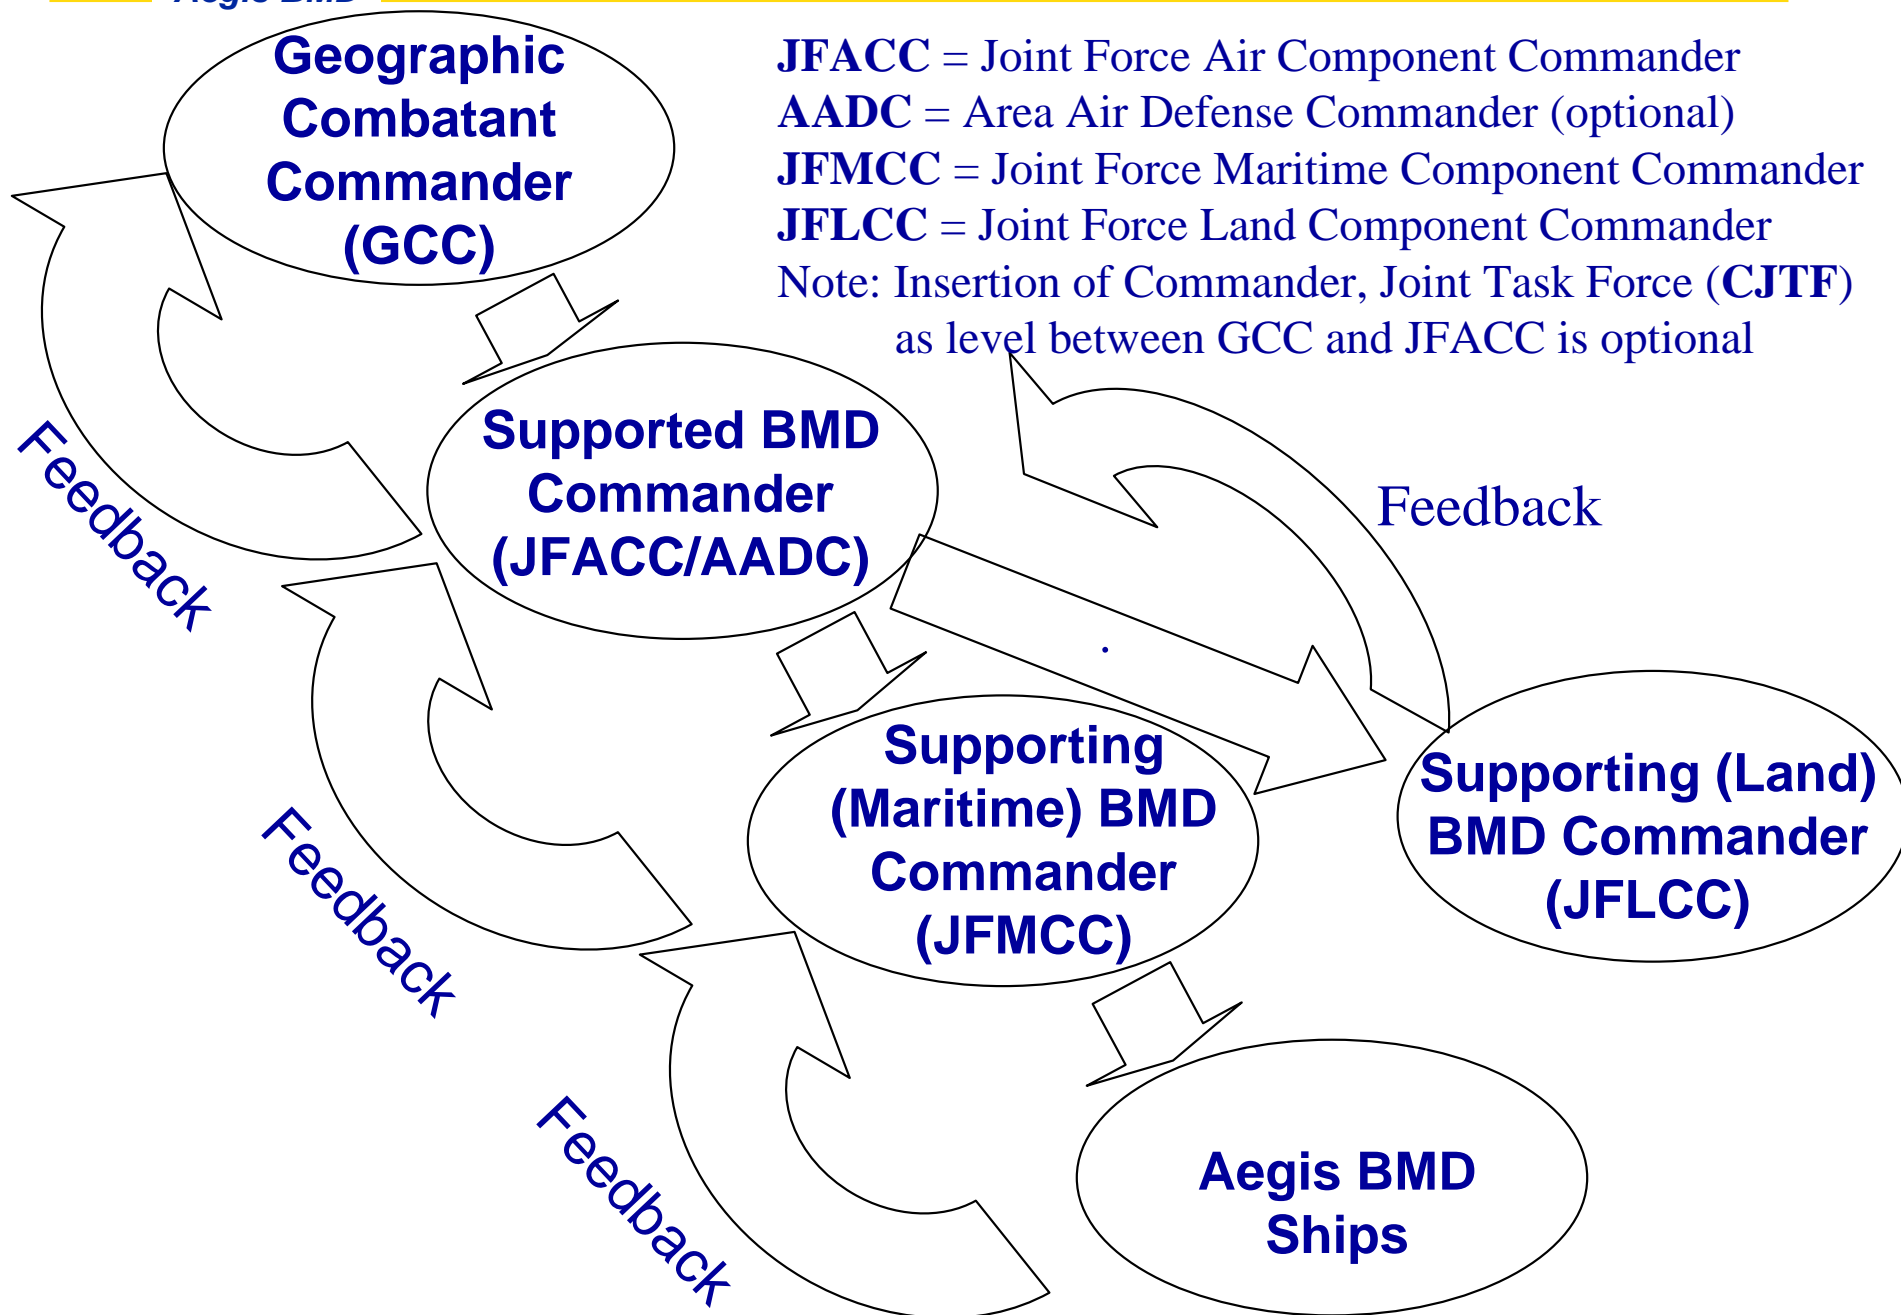 Aegis BMD
Geographic
Combatant
Commander
(GCC)
JFACC = Joint Force Air Component Commander
AADC = Area Air Defense Commander (optional)
JFMCC = Joint Force Maritime Component Commander
JFLCC = Joint Force Land Component Commander
Note: Insertion of Commander, Joint Task Force (CJTF)
as level between GCC and JFACC is optional
Feedback
Supported BMD
Commander
(JFACC/AADC)
Feedback
.
Feedback
Supporting
(Maritime) BMD
Commander
(JFMCC)
Supporting (Land)
BMD Commander
(JFLCC)
Feedback
Aegis BMD
Ships